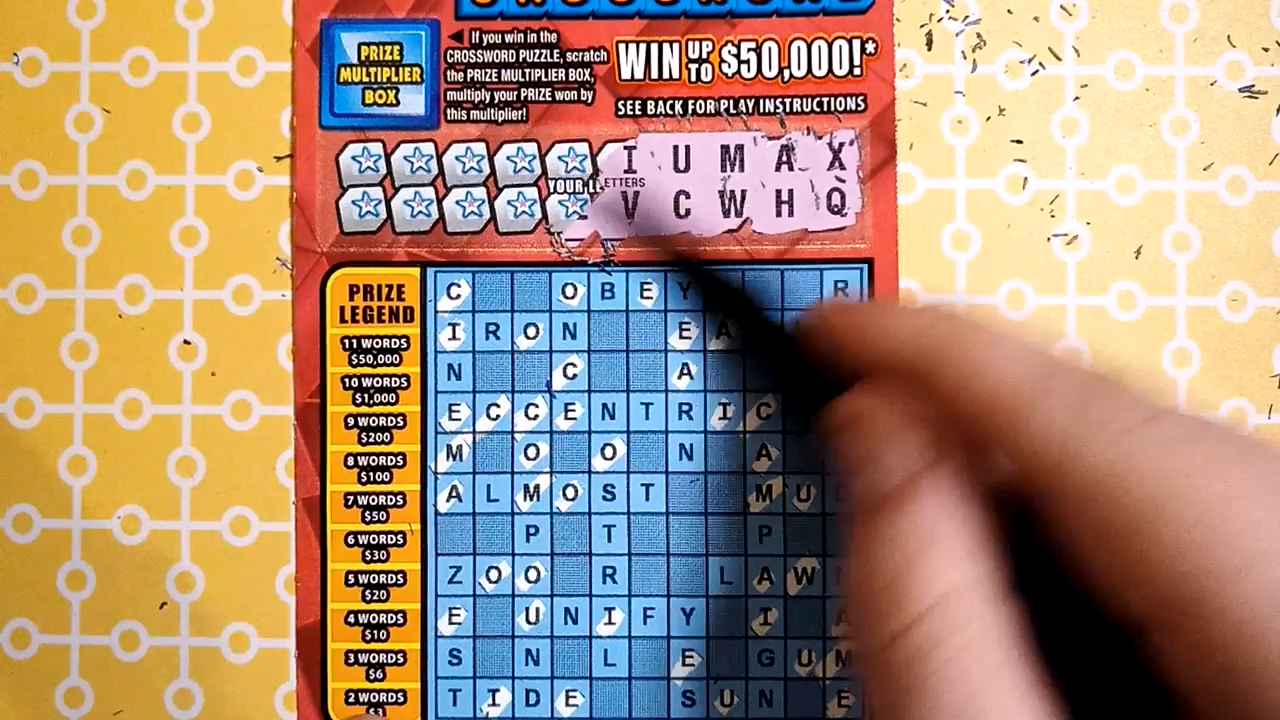 PRIZE
MULTIPLIER
BOX
◀ If you win in the
CROSSWORD PUZZLE, scratch
the PRIZE MULTIPLIER BOX,
multiply your PRIZE won by
this multiplier!
WIN UP TO $50,000!*
SEE BACK FOR PLAY INSTRUCTIONS
I U M A X
YOUR LETTERS
V C W H Q
PRIZE
LEGEND
11 WORDS
$50,000
10 WORDS
$1,000
9 WORDS
$200
8 WORDS
$100
7 WORDS
$50
6 WORDS
$30
5 WORDS
$20
4 WORDS
$10
3 WORDS
$6
2 WORDS
$3
C O B E Y R
I R O N E A
N C A
E C C E N T R I C
M O O N A
A L M O S T M U
P T P
Z O O R L A W
E U N I F Y I A
S N L E G U M
T I D E S U N E